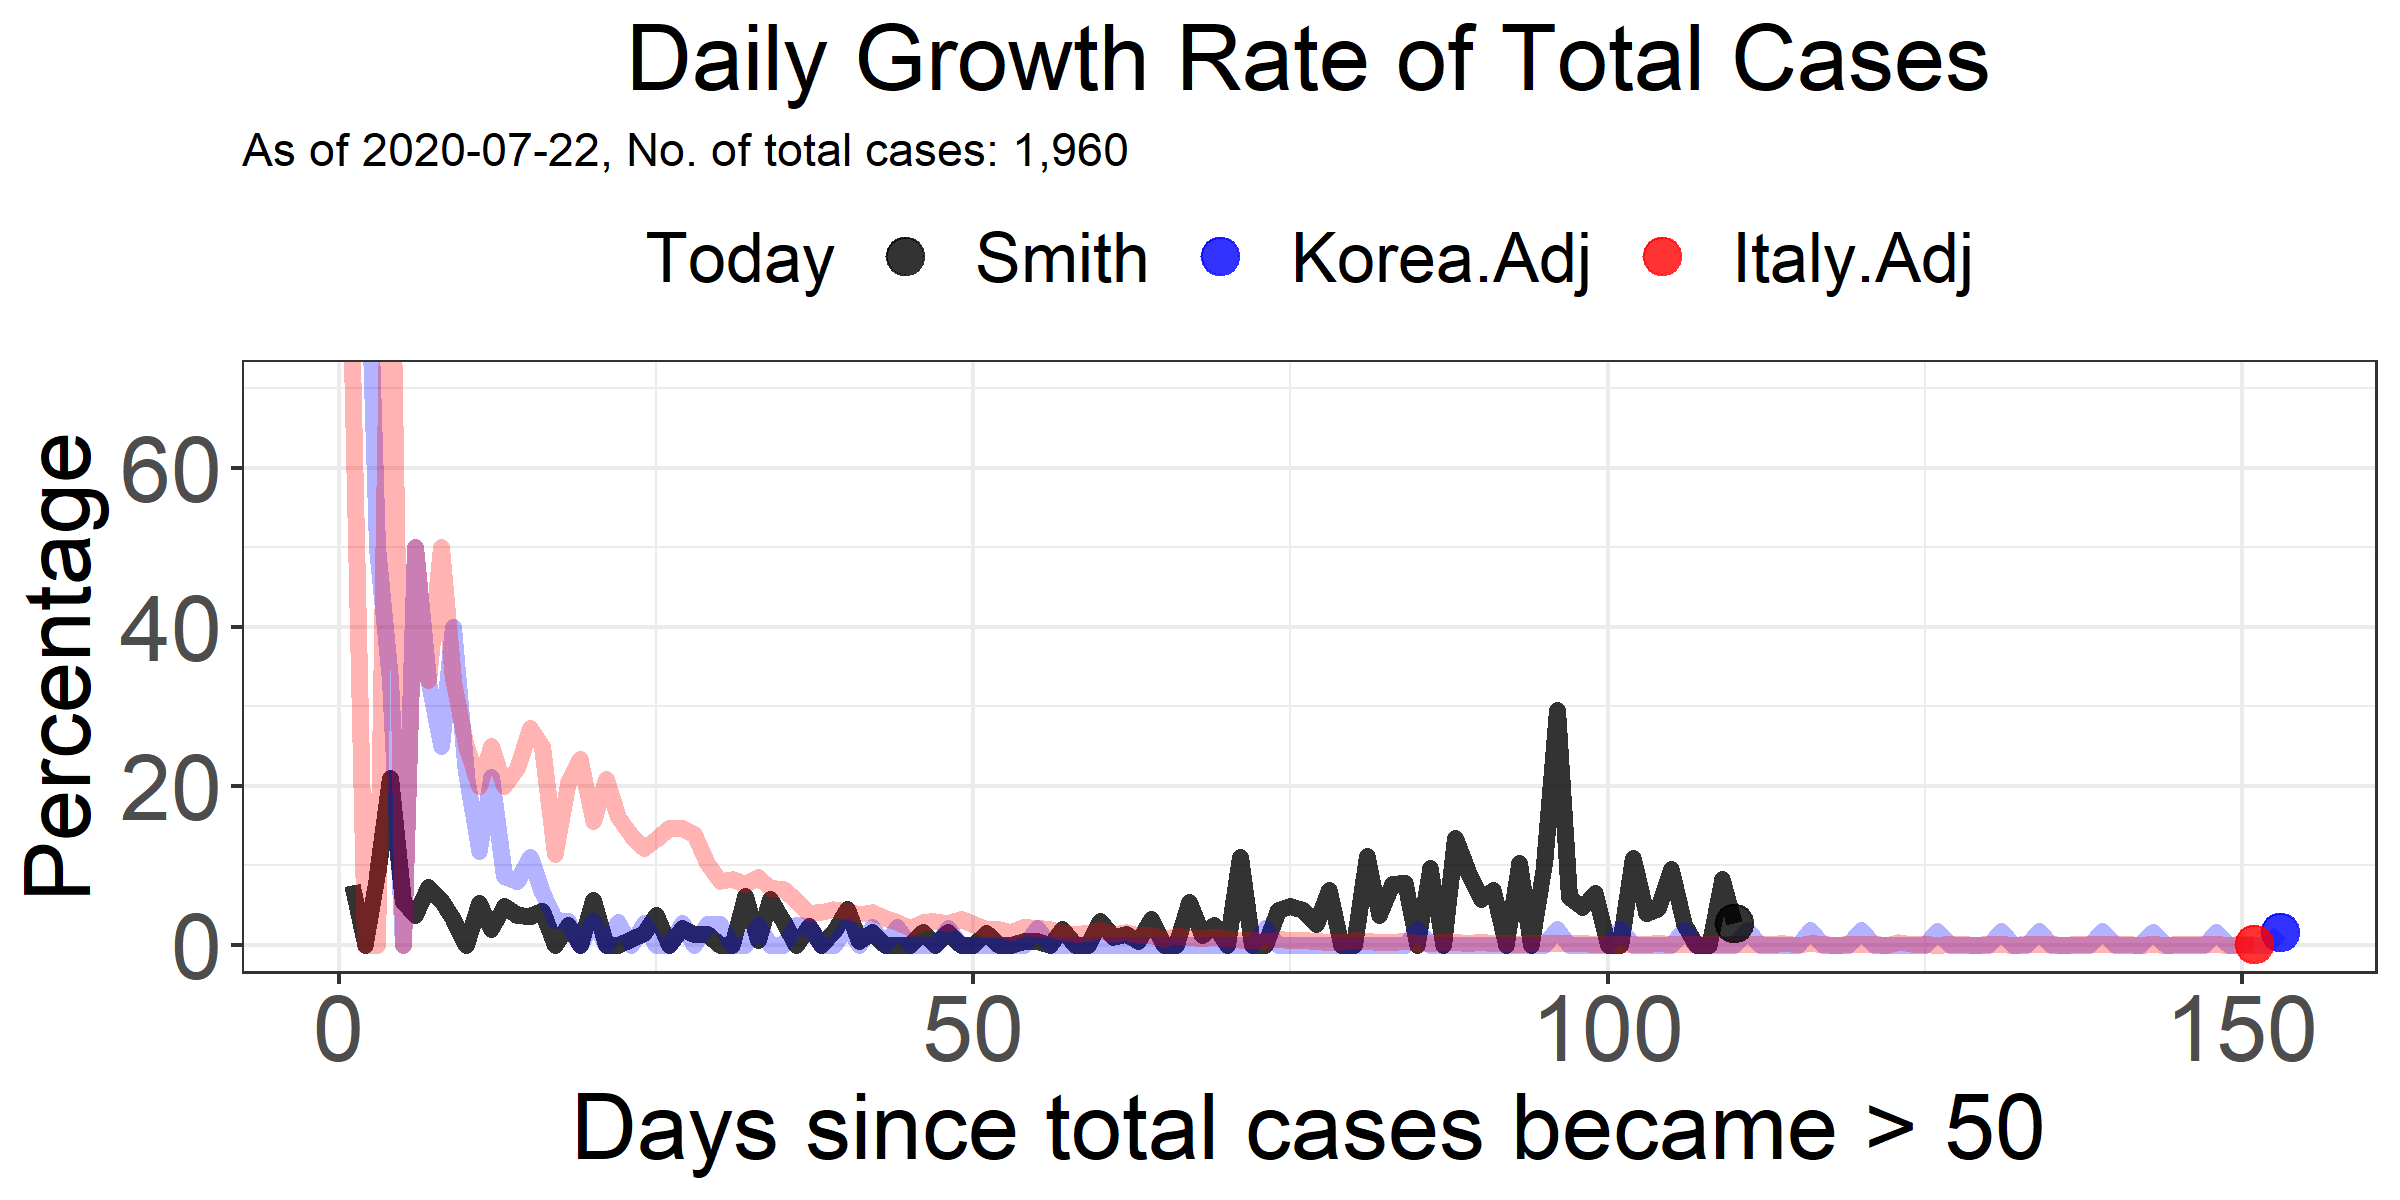 Daily Growth Rate of Total Cases
As of 2020-07-22, No. of total cases: 1,960
Today Smith Korea.Adj Italy.Adj
Percentage
60
40
20
0
0 50 100 150
Days since total cases became > 50